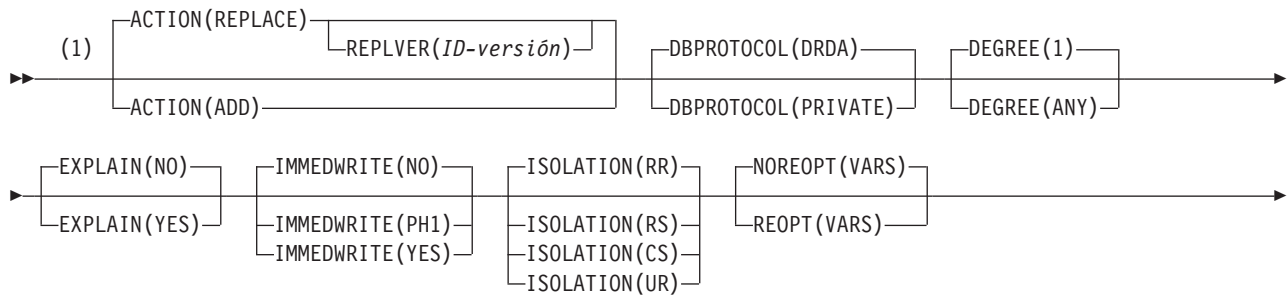 ACTION(REPLACE)
(1) REPLVER(ID-versión) DBPROTOCOL(DRDA) DEGREE(1)
ACTION(ADD) DBPROTOCOL(PRIVATE) DEGREE(ANY)
EXPLAIN(NO) IMMEDWRITE(NO) ISOLATION(RR) NOREOPT(VARS)
EXPLAIN(YES) IMMEDWRITE(PH1) ISOLATION(RS) REOPT(VARS)
IMMEDWRITE(YES) ISOLATION(CS)
ISOLATION(UR)